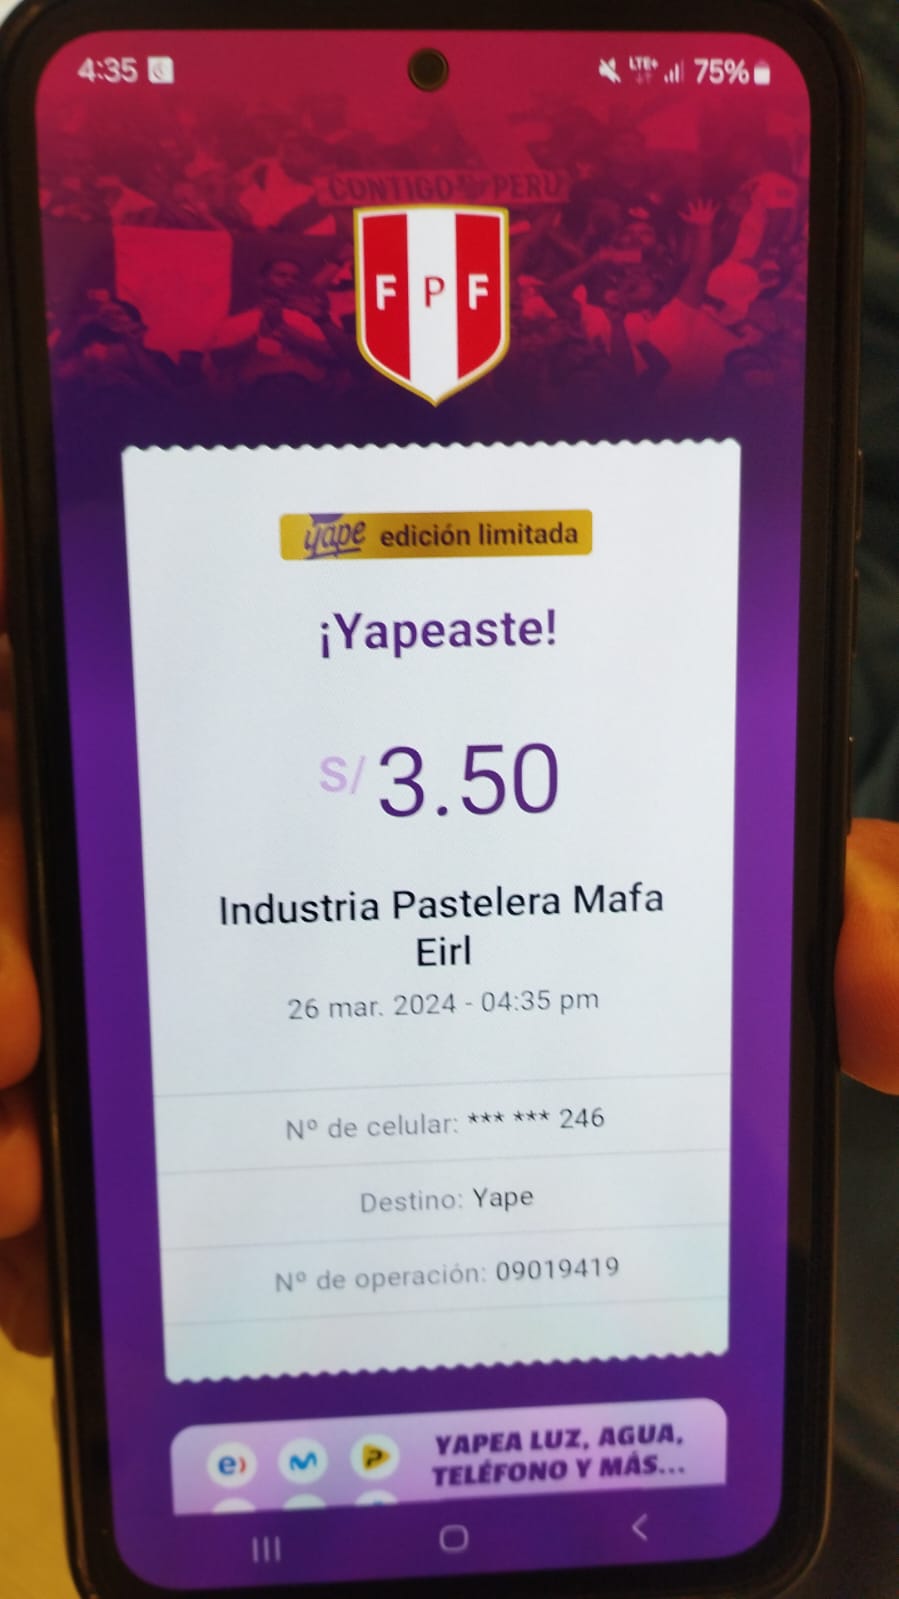 4:35
LTE+ 75%
CONTIGO PERU
F P F
yape edición limitada
¡Yapeaste!
S/ 3.50
Industria Pastelera Mafa
Eirl
26 mar. 2024 - 04:35 pm
Nº de celular: *** *** 246
Destino: Yape
Nº de operación: 09019419
e)
YAPEA LUZ, AGUA,
TELÉFONO Y MÁS...